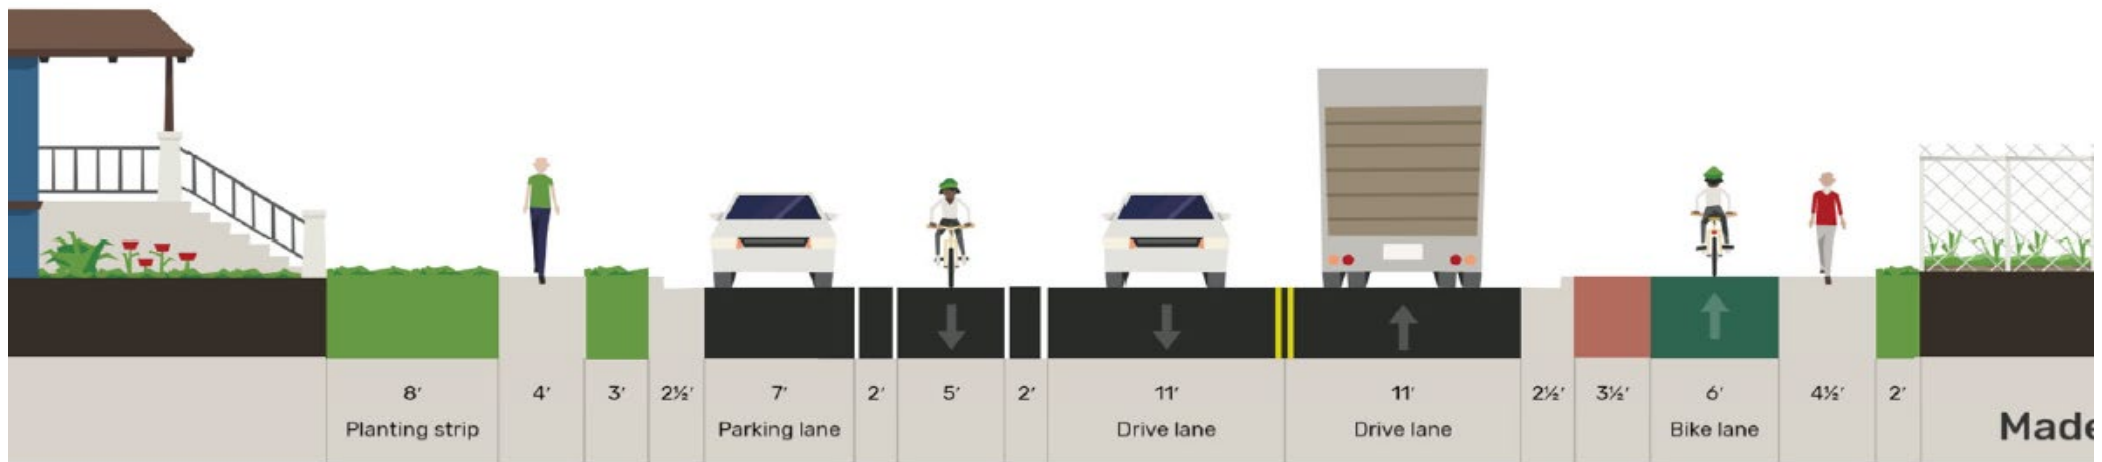 8′ 4′ 3′ 2½′ 7′ 2′ 5′ 2′ 11′ 11′ 2½′ 3½′ 6′ 4½′ 2′
Planting strip Parking lane Drive lane Drive lane Bike lane Made